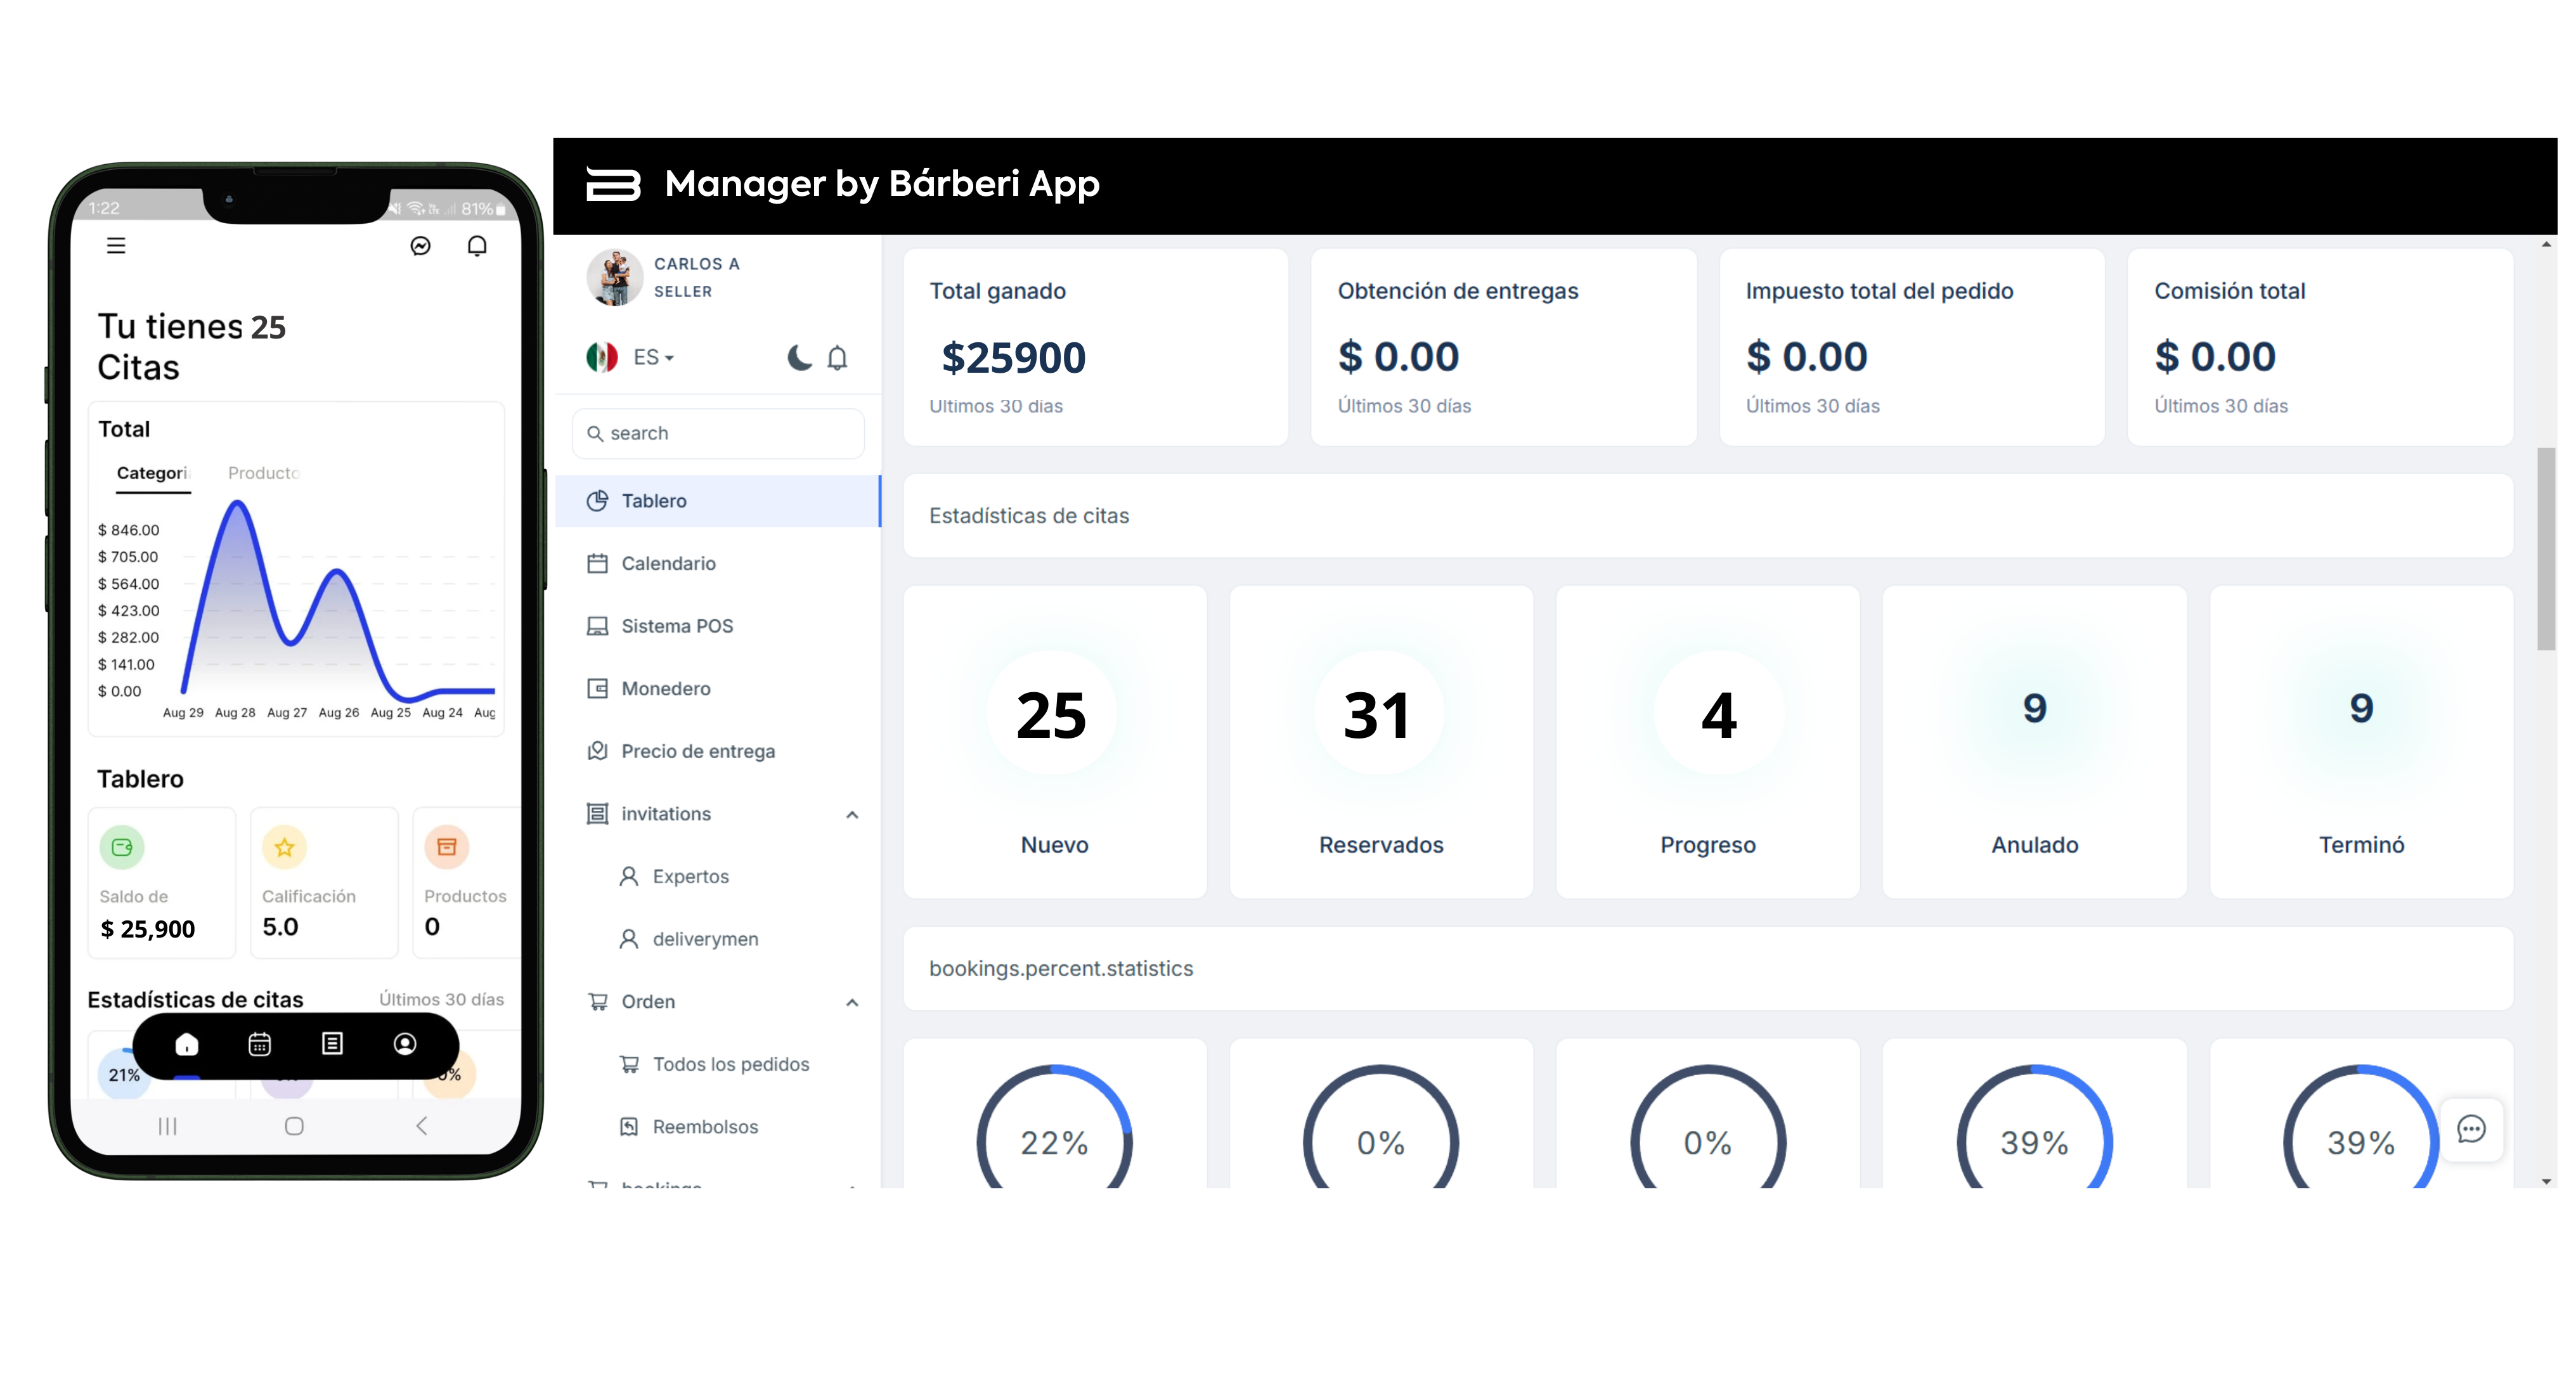 1:22
81%
Tu tienes 25
Citas
Total
Categori
Producto
$ 846.00
$ 705.00
$ 564.00
$ 423.00
$ 282.00
$ 141.00
$ 0.00
Aug 29 Aug 28 Aug 27 Aug 26 Aug 25 Aug 24 Aug
Tablero
Saldo de
$ 25,900
Calificación
5.0
Productos
0
Estadísticas de citas
Últimos 30 días
21%
Manager by Bárberi App
CARLOS A
SELLER
ES
search
Tablero
Calendario
Sistema POS
Monedero
Precio de entrega
invitations
Expertos
deliverymen
Orden
Todos los pedidos
Reembolsos
bookings
Total ganado
$25900
Ultimos 30 dias
Obtención de entregas
$ 0.00
Últimos 30 días
Impuesto total del pedido
$ 0.00
Últimos 30 días
Comisión total
$ 0.00
Últimos 30 días
Estadísticas de citas
25
Nuevo
31
Reservados
4
Progreso
9
Anulado
9
Terminó
bookings.percent.statistics
22%
0%
0%
39%
39%